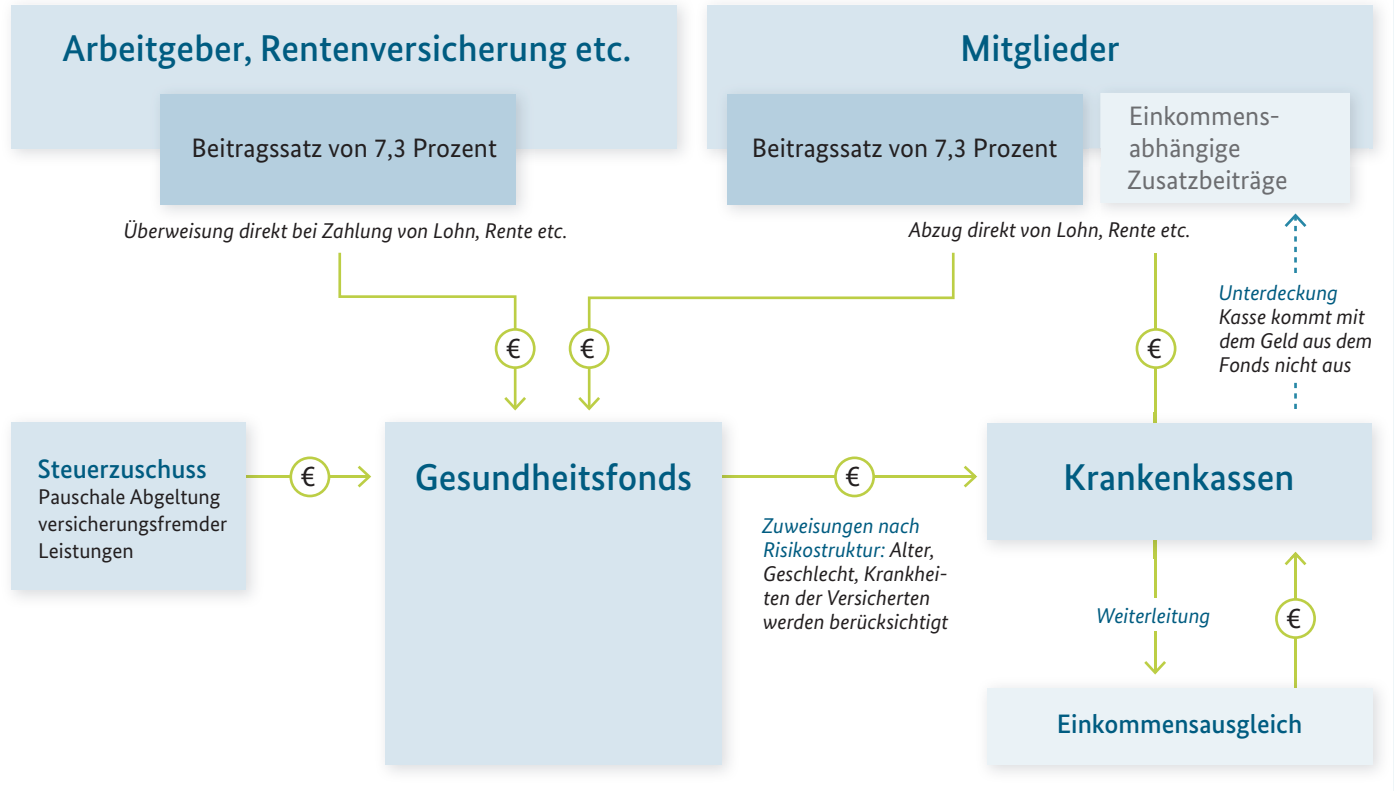 Arbeitgeber, Rentenversicherung etc.
Beitragssatz von 7,3 Prozent
Überweisung direkt bei Zahlung von Lohn, Rente etc.
Mitglieder
Beitragssatz von 7,3 Prozent
Einkommens-
abhängige
Zusatzbeiträge
Abzug direkt von Lohn, Rente etc.
€
€
€
Unterdeckung
Kasse kommt mit
dem Geld aus dem
Fonds nicht aus
Steuerzuschuss
Pauschale Abgeltung
versicherungsfremder
Leistungen
€
Gesundheitsfonds
€
Zuweisungen nach
Risikostruktur: Alter,
Geschlecht, Krankhei-
ten der Versicherten
werden berücksichtigt
Krankenkassen
Weiterleitung
€
Einkommensausgleich